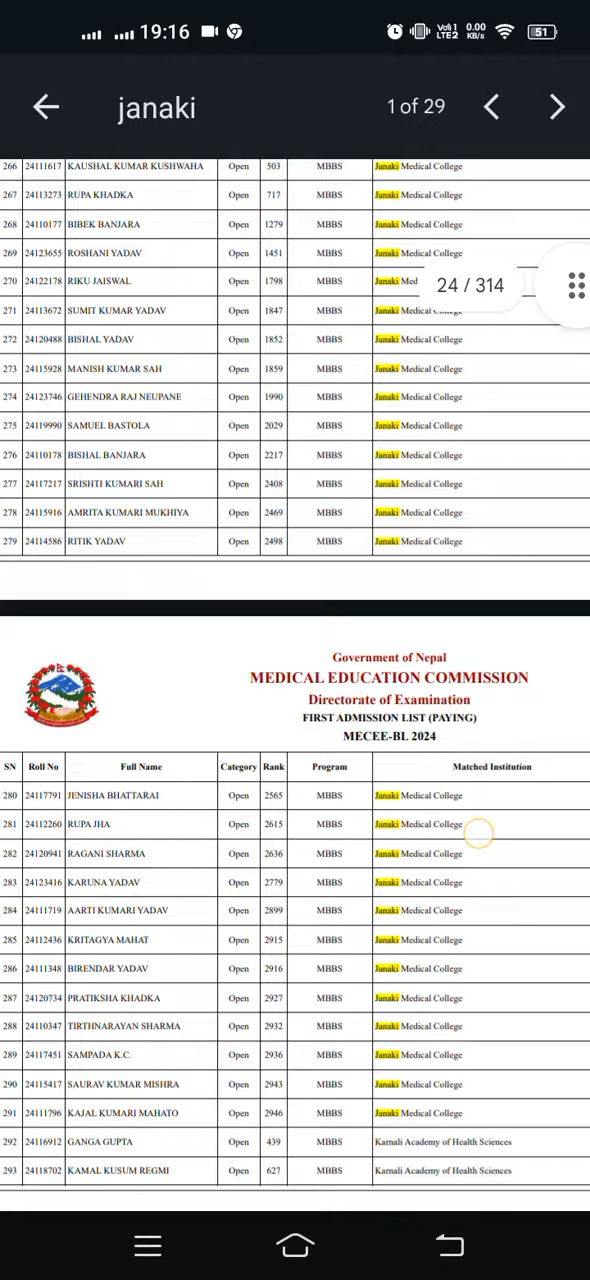 19:16 Vo)) 1 LTE2 0.00 KB/s 51
janaki 1 of 29
266 24111617 KAUSHAL KUMAR KUSHWAHA Open 503 MBBS Janaki Medical College
267 24113273 RUPA KHADKA Open 717 MBBS Janaki Medical College
268 24110177 BIBEK BANJARA Open 1279 MBBS Janaki Medical College
269 24123655 ROSHANI YADAV Open 1451 MBBS Janaki Medical College
270 24122178 RIKU JAISWAL Open 1798 MBBS Janaki Med
24 / 314
271 24113672 SUMIT KUMAR YADAV Open 1847 MBBS Janaki Medical College
272 24120488 BISHAL YADAV Open 1852 MBBS Janaki Medical College
273 24115928 MANISH KUMAR SAH Open 1859 MBBS Janaki Medical College
274 24123746 GEHENDRA RAJ NEUPANE Open 1990 MBBS Janaki Medical College
275 24119990 SAMUEL BASTOLA Open 2029 MBBS Janaki Medical College
276 24110178 BISHAL BANJARA Open 2217 MBBS Janaki Medical College
277 24117217 SRISHTI KUMARI SAH Open 2408 MBBS Janaki Medical College
278 24115916 AMRITA KUMARI MUKHIYA Open 2469 MBBS Janaki Medical College
279 24114586 RITIK YADAV Open 2498 MBBS Janaki Medical College
Government of Nepal
MEDICAL EDUCATION COMMISSION
Directorate of Examination
FIRST ADMISSION LIST (PAYING)
MECEE-BL 2024
SN Roll No Full Name Category Rank Program Matched Institution
280 24117791 JENISHA BHATTARAI Open 2565 MBBS Janaki Medical College
281 24112260 RUPA JHA Open 2615 MBBS Janaki Medical College
282 24120941 RAGANI SHARMA Open 2636 MBBS Janaki Medical College
283 24123416 KARUNA YADAV Open 2779 MBBS Janaki Medical College
284 24111719 AARTI KUMARI YADAV Open 2899 MBBS Janaki Medical College
285 24112436 KRITAGYA MAHAT Open 2915 MBBS Janaki Medical College
286 24111348 BIRENDAR YADAV Open 2916 MBBS Janaki Medical College
287 24120734 PRATIKSHA KHADKA Open 2927 MBBS Janaki Medical College
288 24110347 TIRTHNARAYAN SHARMA Open 2932 MBBS Janaki Medical College
289 24117451 SAMPADA K.C. Open 2936 MBBS Janaki Medical College
290 24115417 SAURAV KUMAR MISHRA Open 2943 MBBS Janaki Medical College
291 24111796 KAJAL KUMARI MAHATO Open 2946 MBBS Janaki Medical College
292 24116912 GANGA GUPTA Open 439 MBBS Karnali Academy of Health Sciences
293 24118702 KAMAL KUSUM REGMI Open 627 MBBS Karnali Academy of Health Sciences